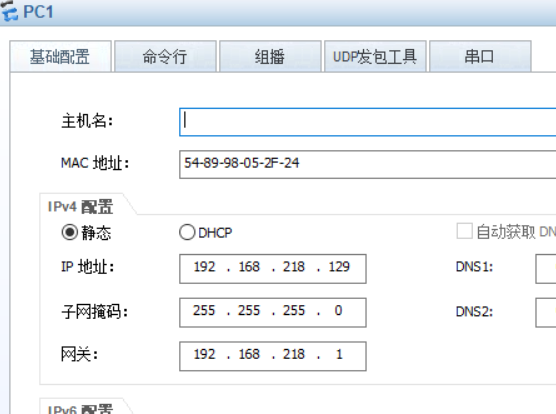 PC1
基础配置 命令行 组播 UDP发包工具 串口
主机名:
MAC 地址: 54-89-98-05-2F-24
IPv4 配置
静态 DHCP 自动获取 DN
IP 地址: 192 . 168 . 218 . 129 DNS1:
子网掩码: 255 . 255 . 255 . 0 DNS2:
网关: 192 . 168 . 218 . 1
IPv6 配置